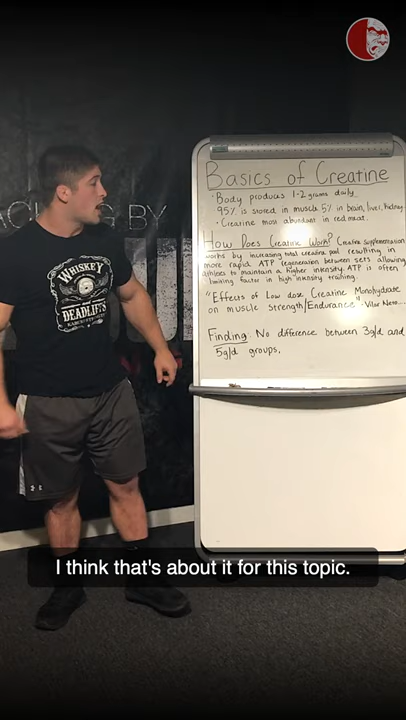 Basics of Creatine
• Body produces 1-2 grams daily
95% is stored in muscle 5% in brain, liver, kidney
• Creatine most abundant in red meat.
How Does Creatine Work? Creatine supplementation
works by increasing total creatine pool resulting in
more rapid ATP regeneration between sets allowing
athletes to maintain a higher intensity. ATP is often a
limiting factor in high intensity training.
"Effects of Low dose Creatine Monohydrate
on muscle strength/Endurance"
Finding: No difference between 3g/d and
5g/d groups.
BY
WHISKEY
DEADLIFTS
I think that's about it for this topic.